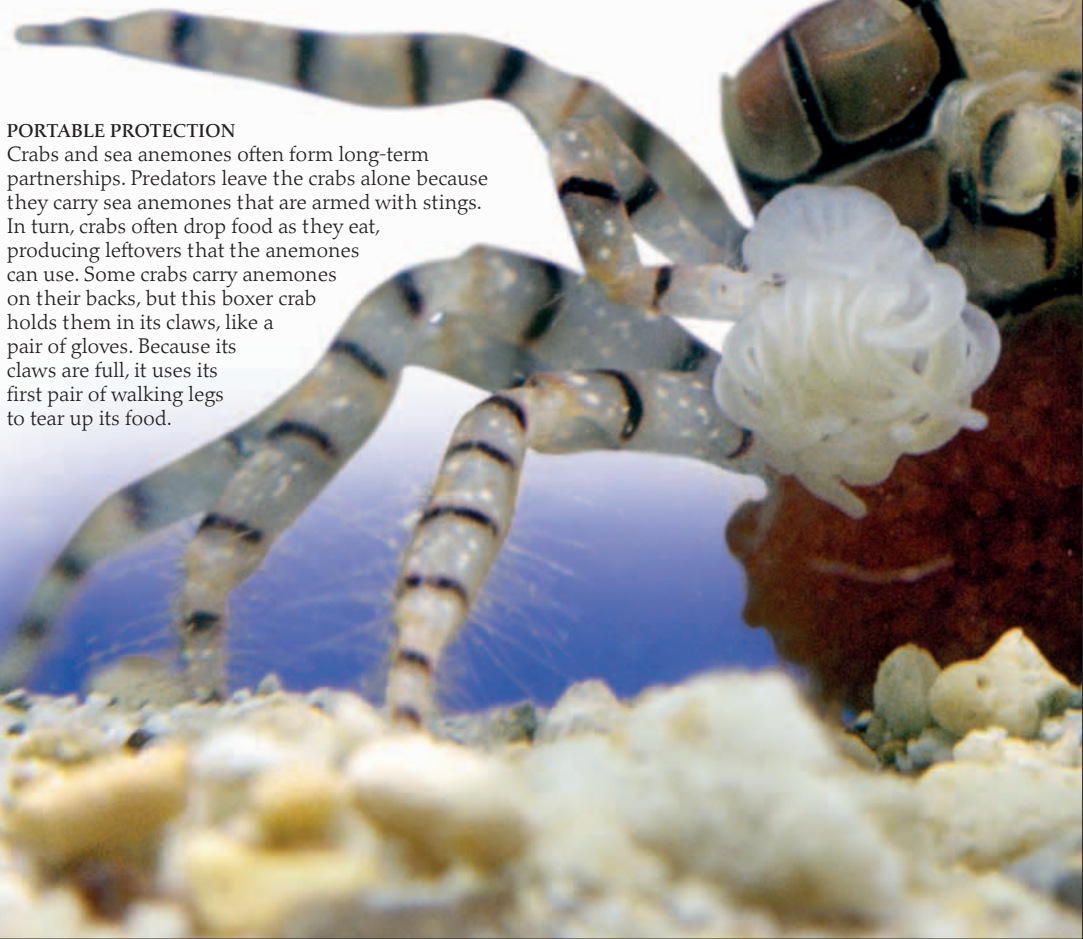 PORTABLE PROTECTION
Crabs and sea anemones often form long-term
partnerships. Predators leave the crabs alone because
they carry sea anemones that are armed with stings.
In turn, crabs often drop food as they eat,
producing leftovers that the anemones
can use. Some crabs carry anemones
on their backs, but this boxer crab
holds them in its claws, like a
pair of gloves. Because its
claws are full, it uses its
first pair of walking legs
to tear up its food.